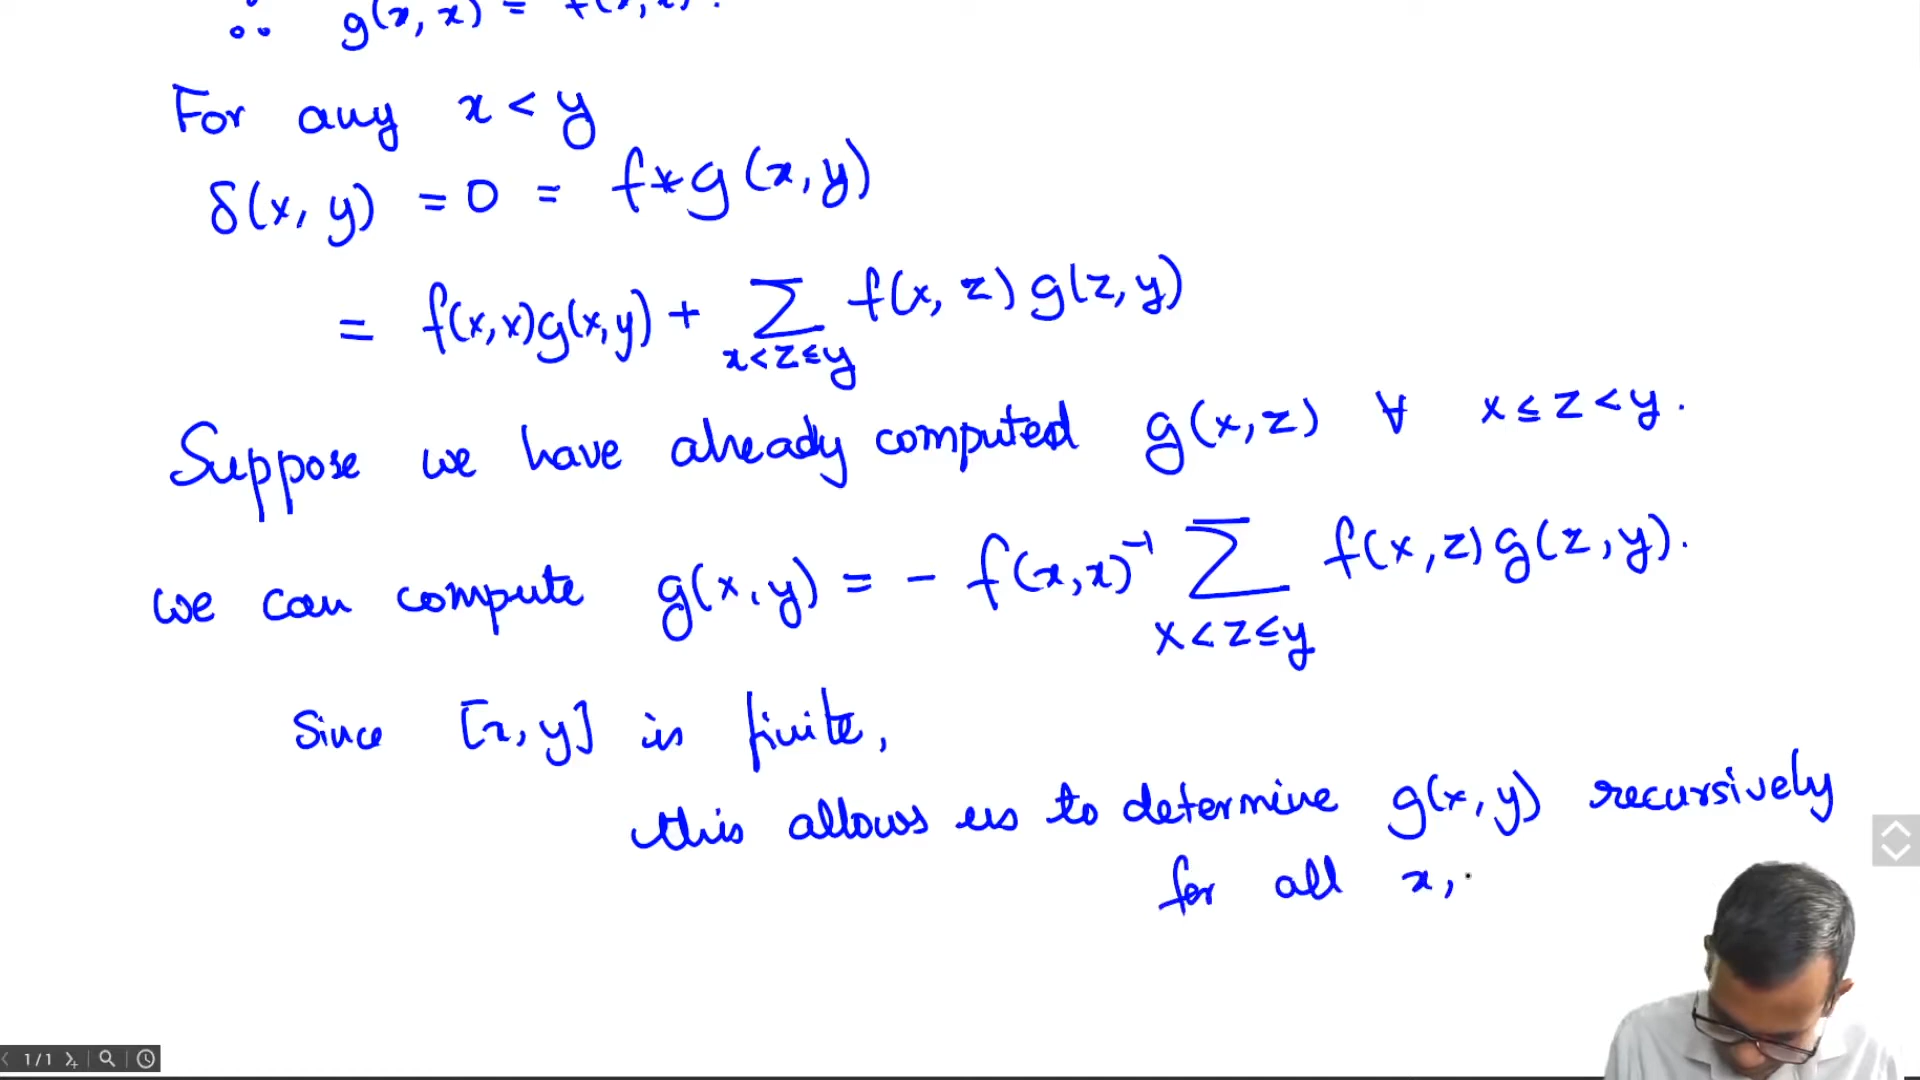 ∴ g(x, x) = f(x, x)
For any x < y
δ(x, y) = 0 = f*g(x, y)
= f(x,x)g(x,y) + Σ_{x<z≤y} f(x, z) g(z, y)
Suppose we have already computed g(x,z) ∀ x ≤ z < y.
we can compute g(x, y) = - f(x,x)⁻¹ Σ_{x<z≤y} f(x,z) g(z, y).
Since [x, y] is finite,
this allows us to determine g(x, y) recursively
for all x,
1/1